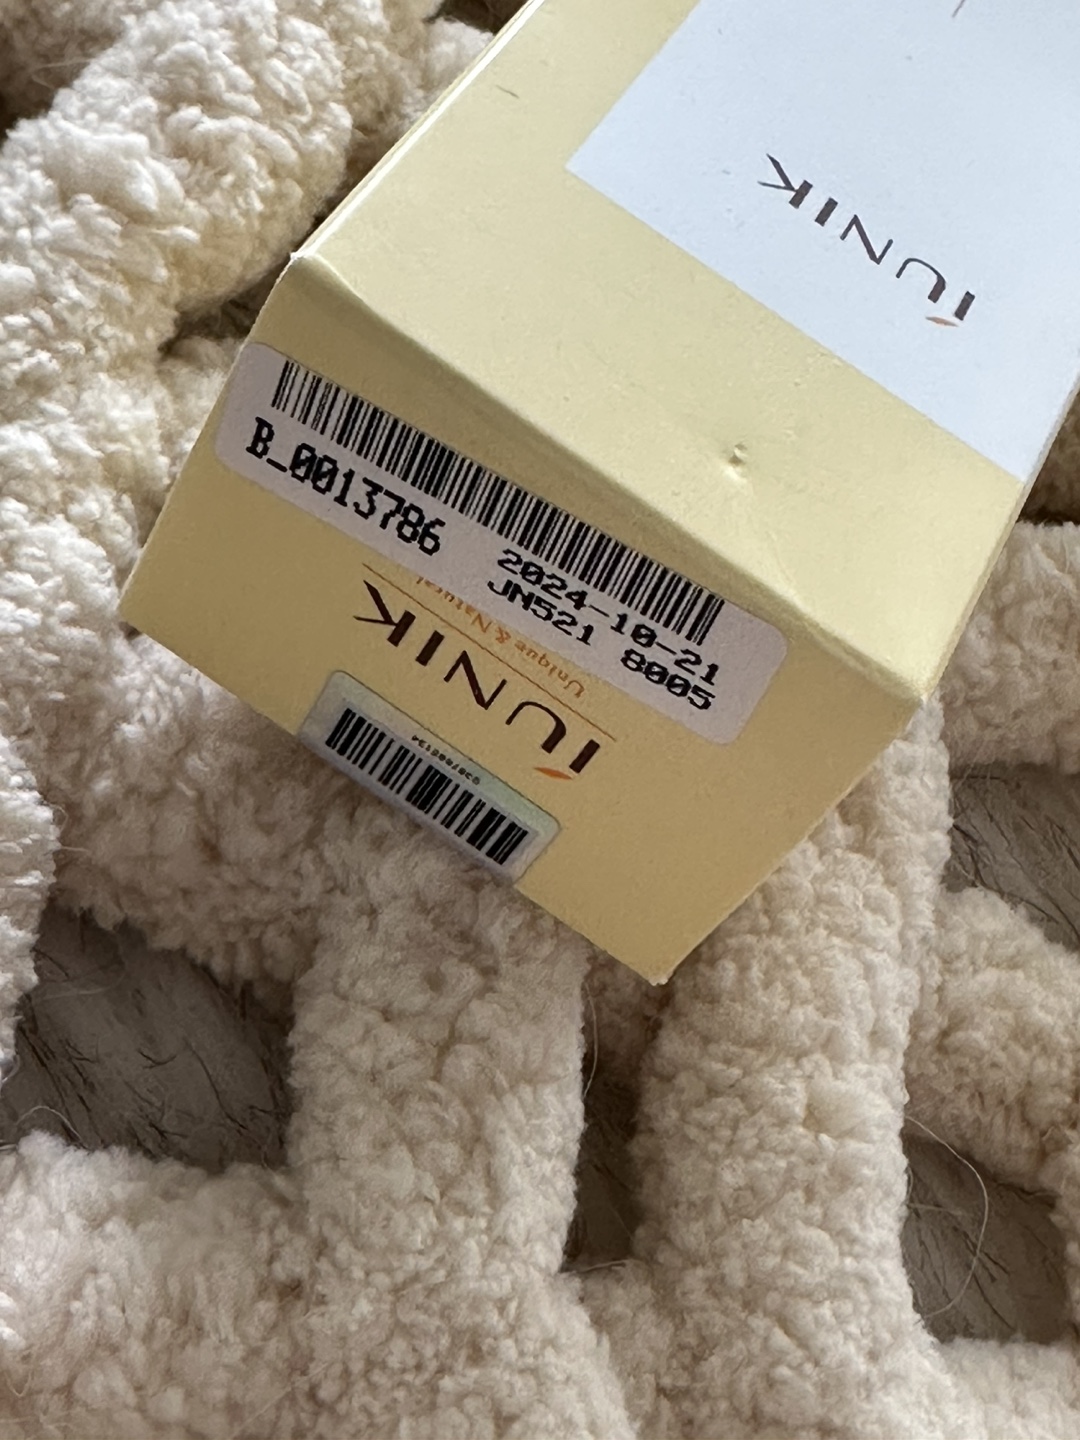 IUNIK
B_0013786
2024-10-21
JN521 8005
Unique & Natural
IUNIK